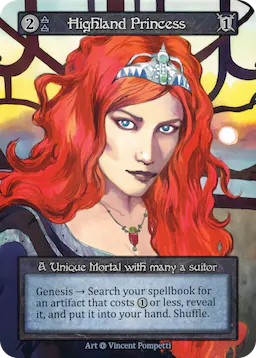 2 Highland Princess 1
A Unique Mortal with many a suitor
Genesis → Search your spellbook for
an artifact that costs ① or less, reveal
it, and put it into your hand. Shuffle.
Art @ Vincent Pompetti